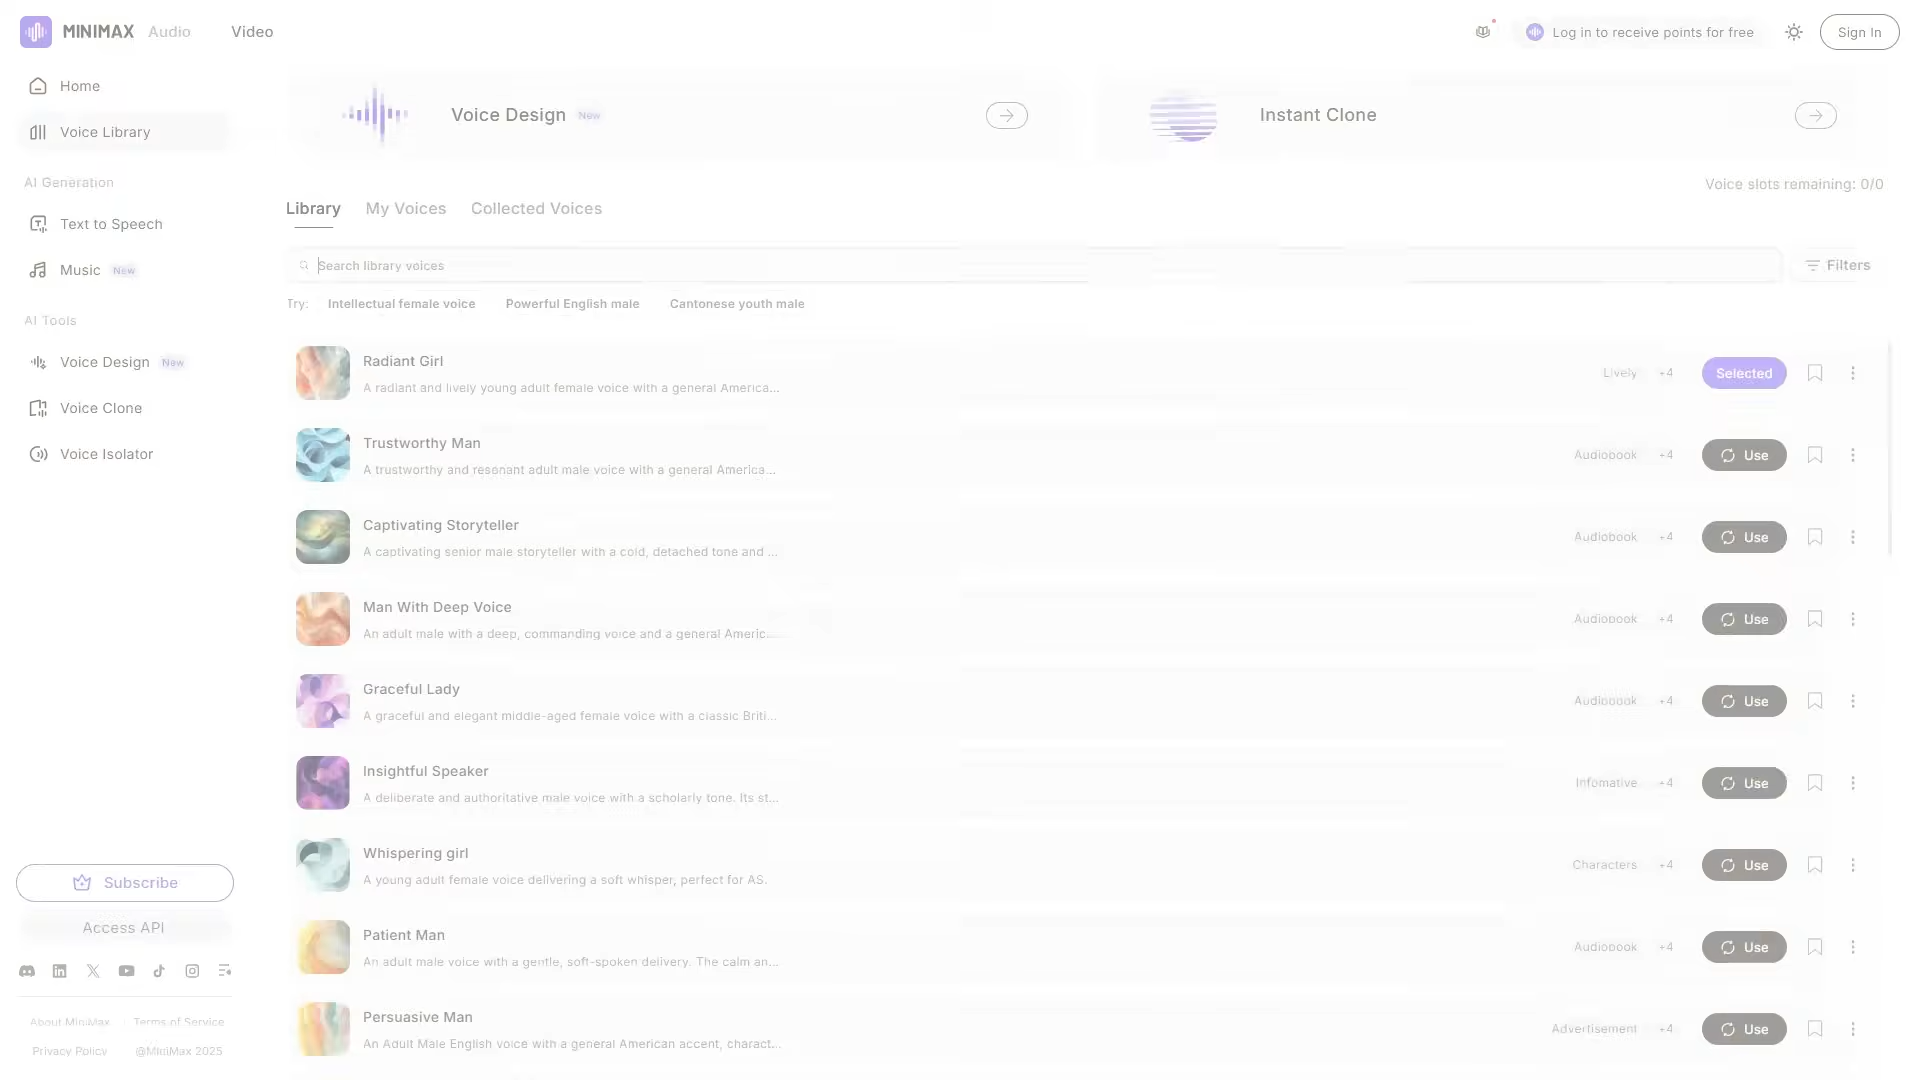 MINIMAX Audio
Video
Log in to receive points for free
Sign In
Home
Voice Library
AI Generation
Text to Speech
Music New
AI Tools
Voice Design New
Voice Clone
Voice Isolator
Subscribe
Access API
About MiniMax
Terms of Service
Privacy Policy
@MiniMax 2025
Voice Design New
Instant Clone
Voice slots remaining: 0/0
Library My Voices Collected Voices
Search library voices
Filters
Try: Intellectual female voice Powerful English male Cantonese youth male
Radiant Girl
A radiant and lively young adult female voice with a general America...
Lively +4 Selected
Trustworthy Man
A trustworthy and resonant adult male voice with a general America...
Audiobook +4 Use
Captivating Storyteller
A captivating senior male storyteller with a cold, detached tone and ...
Audiobook +4 Use
Man With Deep Voice
An adult male with a deep, commanding voice and a general Americ...
Audiobook +4 Use
Graceful Lady
A graceful and elegant middle-aged female voice with a classic Briti...
Audiobook +4 Use
Insightful Speaker
A deliberate and authoritative male voice with a scholarly tone. Its st...
Infomative +4 Use
Whispering girl
A young adult female voice delivering a soft whisper, perfect for AS.
Characters +4 Use
Patient Man
An adult male voice with a gentle, soft-spoken delivery. The calm an...
Audiobook +4 Use
Persuasive Man
An Adult Male English voice with a general American accent, charact...
Advertisement +4 Use